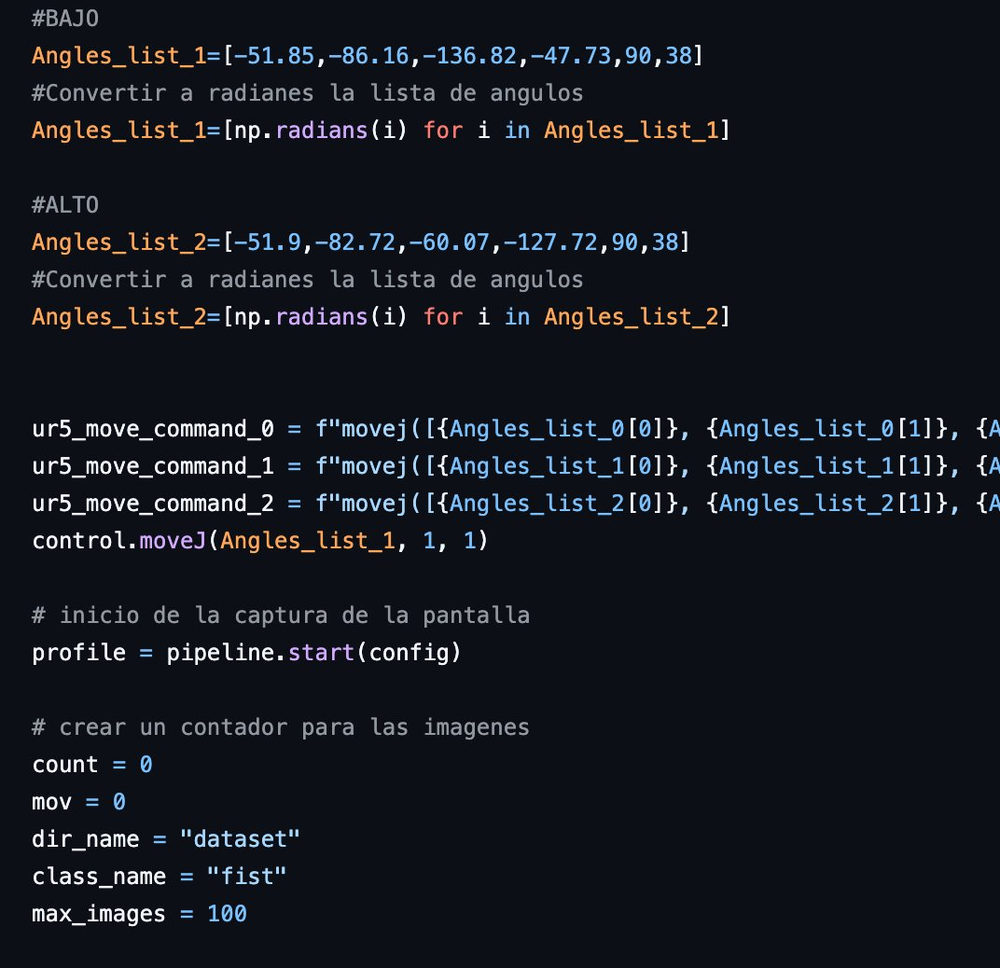 #BAJO
Angles_list_1=[-51.85,-86.16,-136.82,-47.73,90,38]
#Convertir a radianes la lista de angulos
Angles_list_1=[np.radians(i) for i in Angles_list_1]
#ALTO
Angles_list_2=[-51.9,-82.72,-60.07,-127.72,90,38]
#Convertir a radianes la lista de angulos
Angles_list_2=[np.radians(i) for i in Angles_list_2]
ur5_move_command_0 = f"movej([{Angles_list_0[0]}, {Angles_list_0[1]}, {A
ur5_move_command_1 = f"movej([{Angles_list_1[0]}, {Angles_list_1[1]}, {A
ur5_move_command_2 = f"movej([{Angles_list_2[0]}, {Angles_list_2[1]}, {A
control.moveJ(Angles_list_1, 1, 1)
# inicio de la captura de la pantalla
profile = pipeline.start(config)
# crear un contador para las imagenes
count = 0
mov = 0
dir_name = "dataset"
class_name = "fist"
max_images = 100